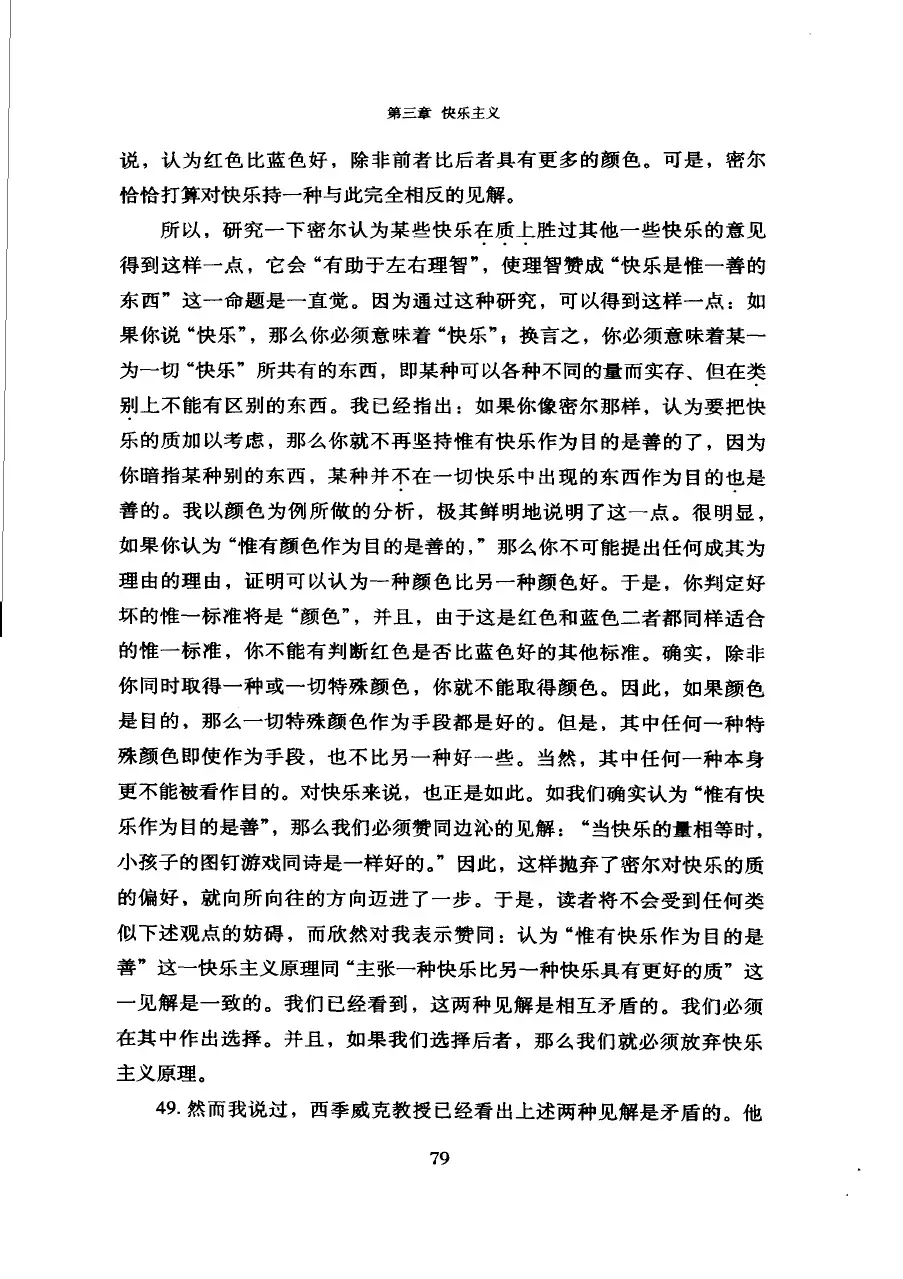 第三章 快乐主义
说，认为红色比蓝色好，除非前者比后者具有更多的颜色。可是，密尔
恰恰打算对快乐持一种与此完全相反的见解。
所以，研究一下密尔认为某些快乐在质上胜过其他一些快乐的意见
得到这样一点，它会“有助于左右理智”，使理智赞成“快乐是惟一善的
东西”这一命题是一直觉。因为通过这种研究，可以得到这样一点：如
果你说“快乐”，那么你必须意味着“快乐”；换言之，你必须意味着某一
为一切“快乐”所共有的东西，即某种可以各种不同的量而实存、但在类
别上不能有区别的东西。我已经指出：如果你像密尔那样，认为要把快
乐的质加以考虑，那么你就不再坚持惟有快乐作为目的是善的了，因为
你暗指某种别的东西，某种并不在一切快乐中出现的东西作为目的也是
善的。我以颜色为例所做的分析，极其鲜明地说明了这一点。很明显，
如果你认为“惟有颜色作为目的是善的，”那么你不可能提出任何成其为
理由的理由，证明可以认为一种颜色比另一种颜色好。于是，你判定好
坏的惟一标准将是“颜色”，并且，由于这是红色和蓝色二者都同样适合
的惟一标准，你不能有判断红色是否比蓝色好的其他标准。确实，除非
你同时取得一种或一切特殊颜色，你就不能取得颜色。因此，如果颜色
是目的，那么一切特殊颜色作为手段都是好的。但是，其中任何一种特
殊颜色即使作为手段，也不比另一种好一些。当然，其中任何一种本身
更不能被看作目的。对快乐来说，也正是如此。如我们确实认为“惟有快
乐作为目的是善”，那么我们必须赞同边沁的见解：“当快乐的量相等时，
小孩子的图钉游戏同诗是一样好的。”因此，这样抛弃了密尔对快乐的质
的偏好，就向所向往的方向迈进了一步。于是，读者将不会受到任何类
似下述观点的妨碍，而欣然对我表示赞同：认为“惟有快乐作为目的是
善”这一快乐主义原理同“主张一种快乐比另一种快乐具有更好的质”这
一见解是一致的。我们已经看到，这两种见解是相互矛盾的。我们必须
在其中作出选择。并且，如果我们选择后者，那么我们就必须放弃快乐
主义原理。
49. 然而我说过，西季威克教授已经看出上述两种见解是矛盾的。他
79